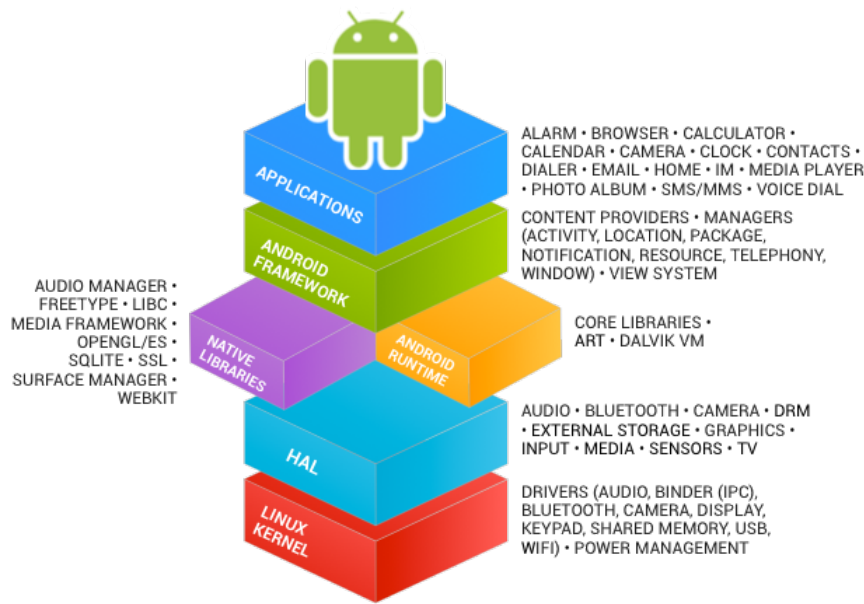 ALARM • BROWSER • CALCULATOR •
CALENDAR • CAMERA • CLOCK • CONTACTS •
DIALER • EMAIL • HOME • IM • MEDIA PLAYER
• PHOTO ALBUM • SMS/MMS • VOICE DIAL
APPLICATIONS
CONTENT PROVIDERS • MANAGERS
(ACTIVITY, LOCATION, PACKAGE,
NOTIFICATION, RESOURCE, TELEPHONY,
WINDOW) • VIEW SYSTEM
ANDROID
FRAMEWORK
AUDIO MANAGER •
FREETYPE • LIBC •
MEDIA FRAMEWORK •
OPENGL/ES •
SQLITE • SSL •
SURFACE MANAGER •
WEBKIT
NATIVE
LIBRARIES
ANDROID
RUNTIME
CORE LIBRARIES •
ART • DALVIK VM
HAL
AUDIO • BLUETOOTH • CAMERA • DRM
• EXTERNAL STORAGE • GRAPHICS •
INPUT • MEDIA • SENSORS • TV
LINUX
KERNEL
DRIVERS (AUDIO, BINDER (IPC),
BLUETOOTH, CAMERA, DISPLAY,
KEYPAD, SHARED MEMORY, USB,
WIFI) • POWER MANAGEMENT